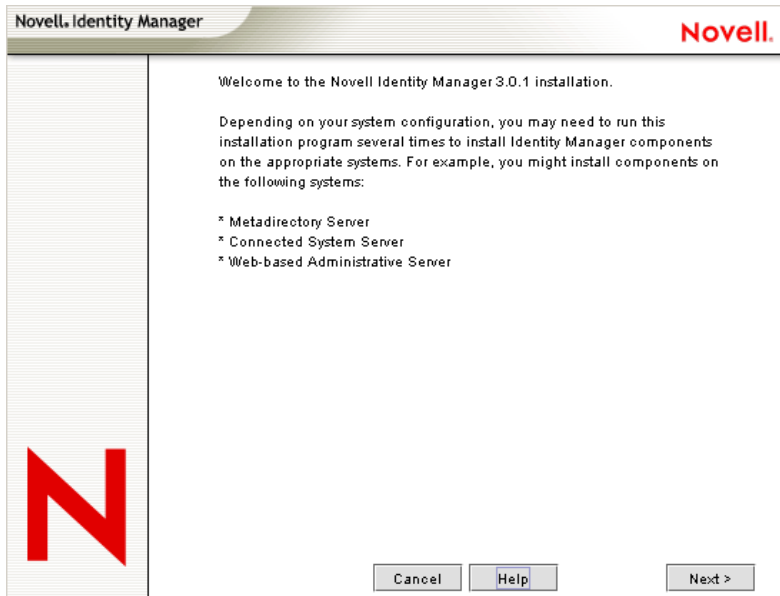 Novell. Identity Manager
Novell.
Welcome to the Novell Identity Manager 3.0.1 installation.
Depending on your system configuration, you may need to run this
installation program several times to install Identity Manager components
on the appropriate systems. For example, you might install components on
the following systems:
* Metadirectory Server
* Connected System Server
* Web-based Administrative Server
N
Cancel
Help
Next >